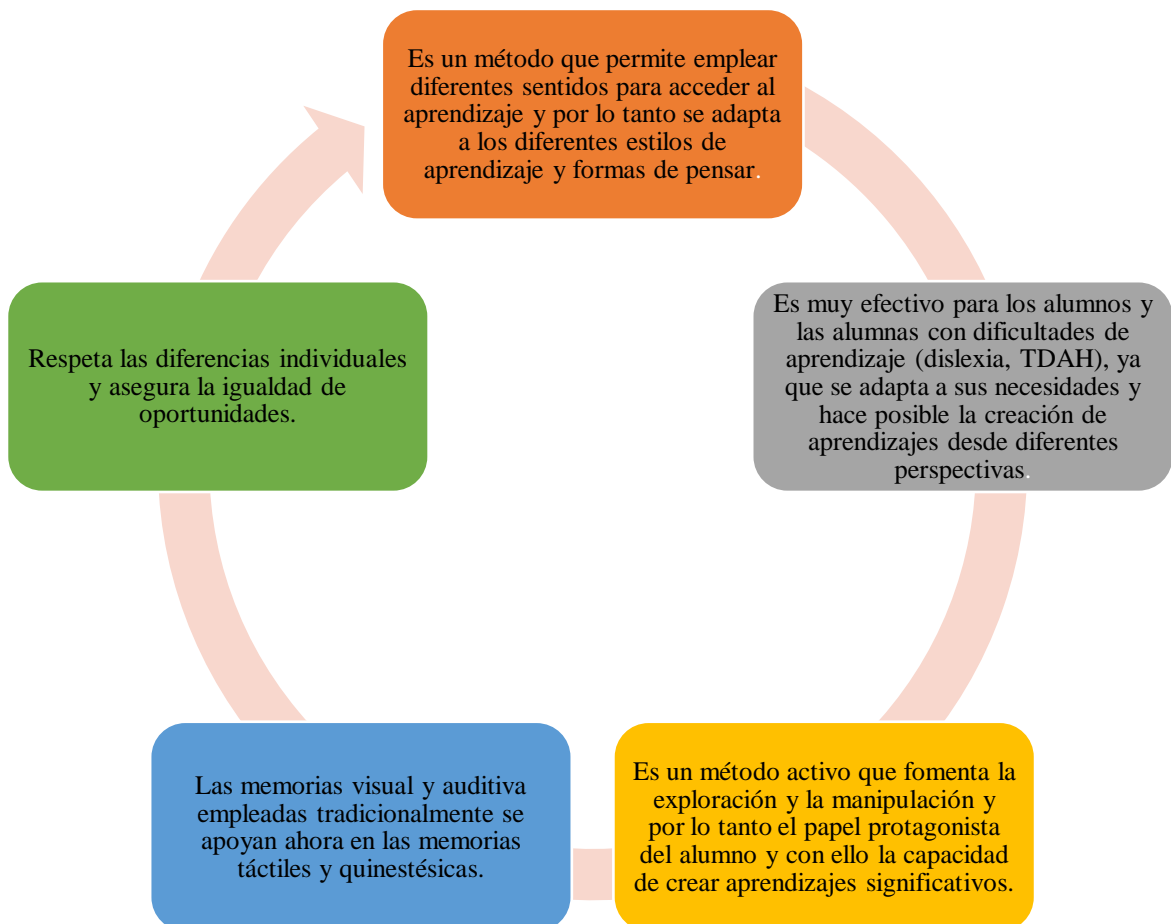 Es un método que permite emplear
diferentes sentidos para acceder al
aprendizaje y por lo tanto se adapta
a los diferentes estilos de
aprendizaje y formas de pensar.
Es muy efectivo para los alumnos y
las alumnas con dificultades de
aprendizaje (dislexia, TDAH), ya
que se adapta a sus necesidades y
hace posible la creación de
aprendizajes desde diferentes
perspectivas.
Es un método activo que fomenta la
exploración y la manipulación y
por lo tanto el papel protagonista
del alumno y con ello la capacidad
de crear aprendizajes significativos.
Las memorias visual y auditiva
empleadas tradicionalmente se
apoyan ahora en las memorias
táctiles y quinestésicas.
Respeta las diferencias individuales
y asegura la igualdad de
oportunidades.